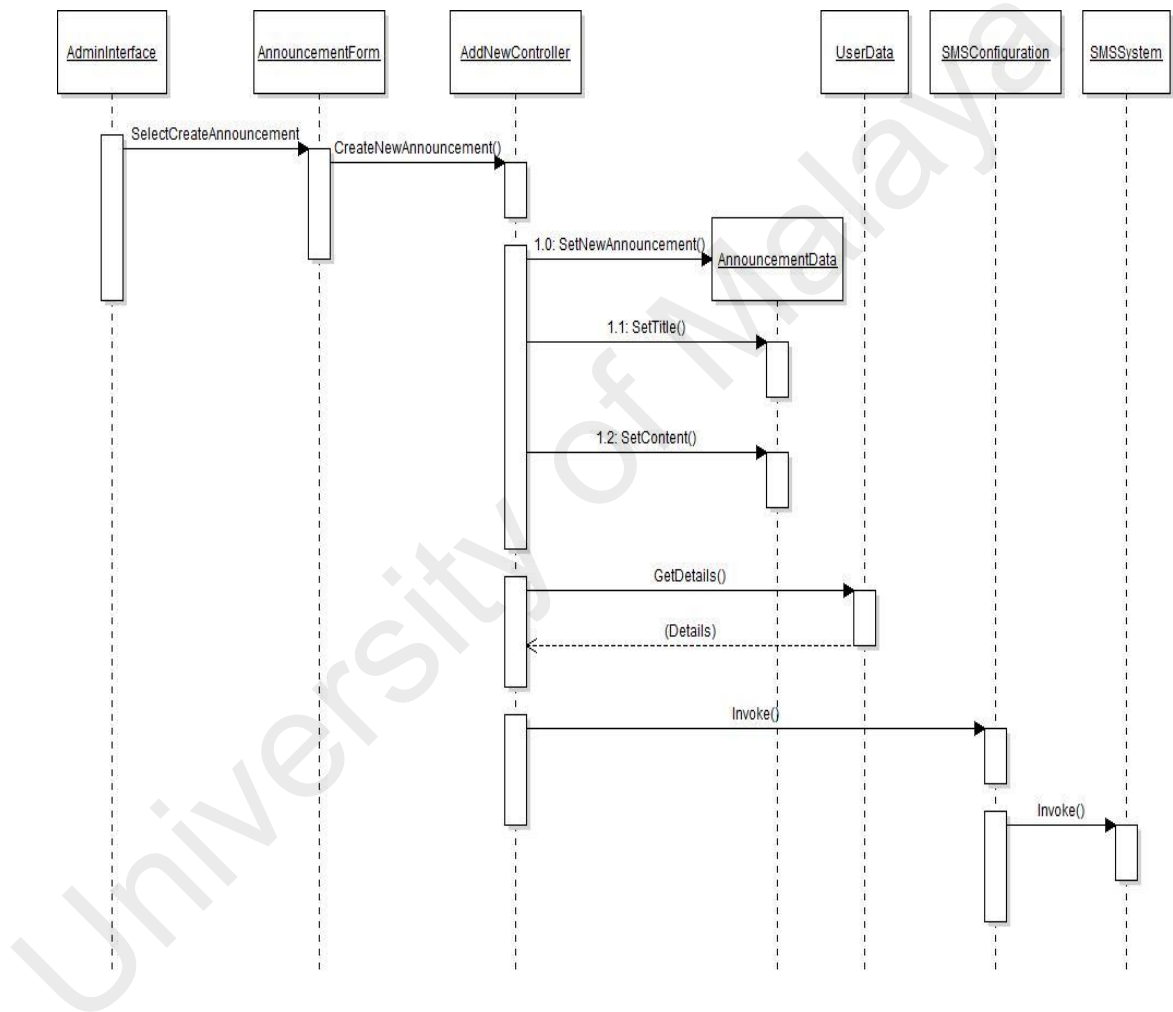 AdminInterface
AnnouncementForm
AddNewController
UserData
SMSConfiguration
SMSSystem
SelectCreateAnnouncement
CreateNewAnnouncement()
1.0: SetNewAnnouncement()
AnnouncementData
1.1: SetTitle()
1.2: SetContent()
GetDetails()
(Details)
Invoke()
Invoke()
University of Malaya